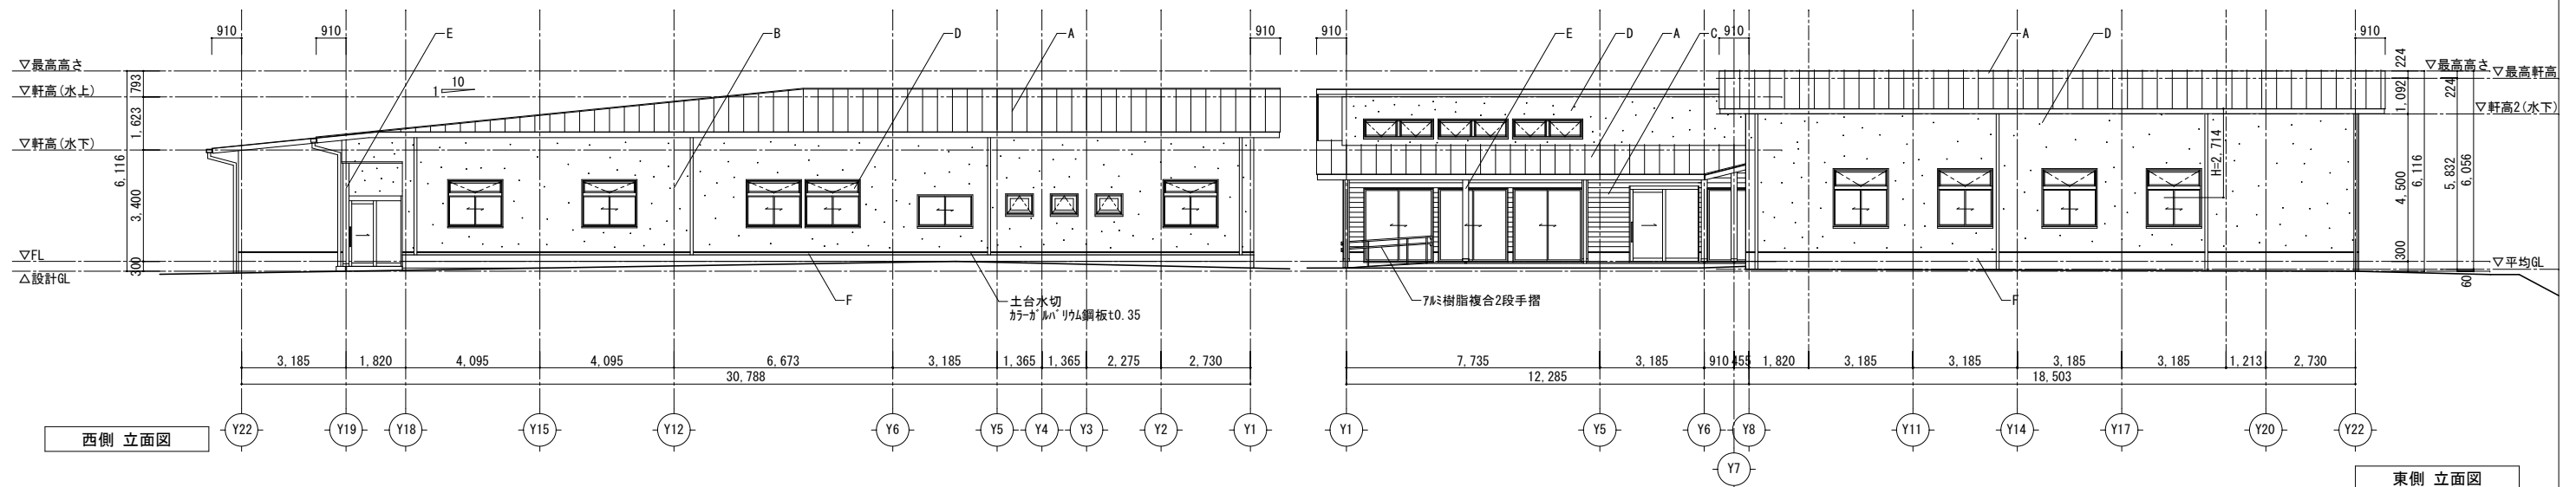 910
910
E
B
D
A
910
▽最高高さ
793
▽軒高(水上)
1
10
1,623
▽軒高(水下)
6,116
3,400
▽FL
300
△設計GL
F
土台水切
カラーガルバリウム鋼板t0.35
3,185
1,820
4,095
4,095
6,673
3,185
1,365
1,365
2,275
2,730
30,788
Y22
Y19
Y18
Y15
Y12
Y6
Y5
Y4
Y3
Y2
Y1
西側 立面図
910
E
D
A
C
910
A
D
910
224
▽最高高さ
▽最高軒高
1,092
224
▽軒高2(水下)
H=2,714
4,500
6,116
5,832
6,056
300
▽平均GL
60
アルミ樹脂複合2段手摺
F
7,735
3,185
910
455
1,820
3,185
3,185
3,185
3,185
1,213
2,730
12,285
18,503
Y1
Y5
Y6
Y8
Y11
Y14
Y17
Y20
Y22
Y7
東側 立面図